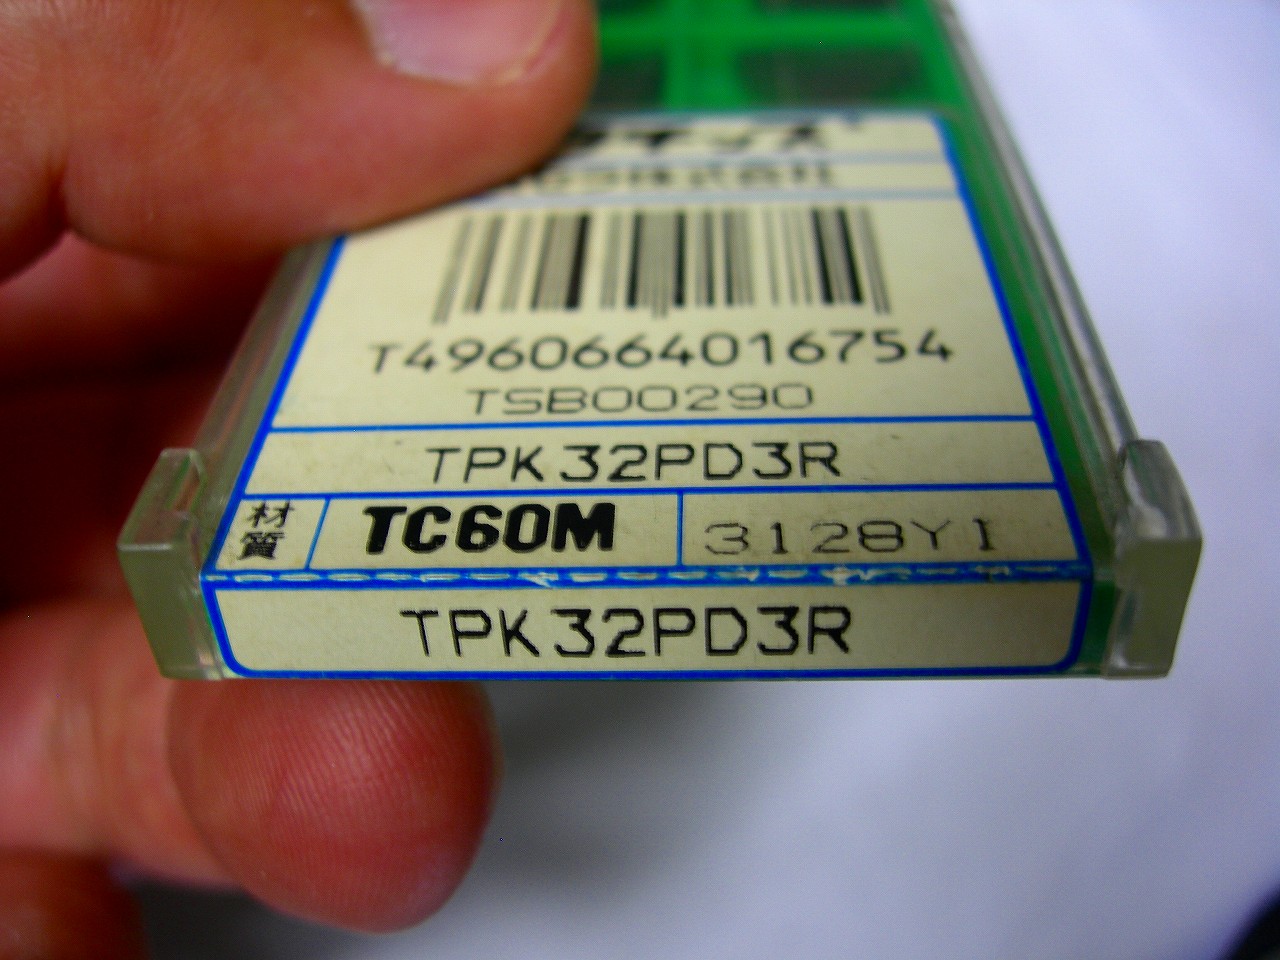 T4960664016754
TSB00290
TPK32PD3R
材質 TC60M 3128YI
TPK32PD3R